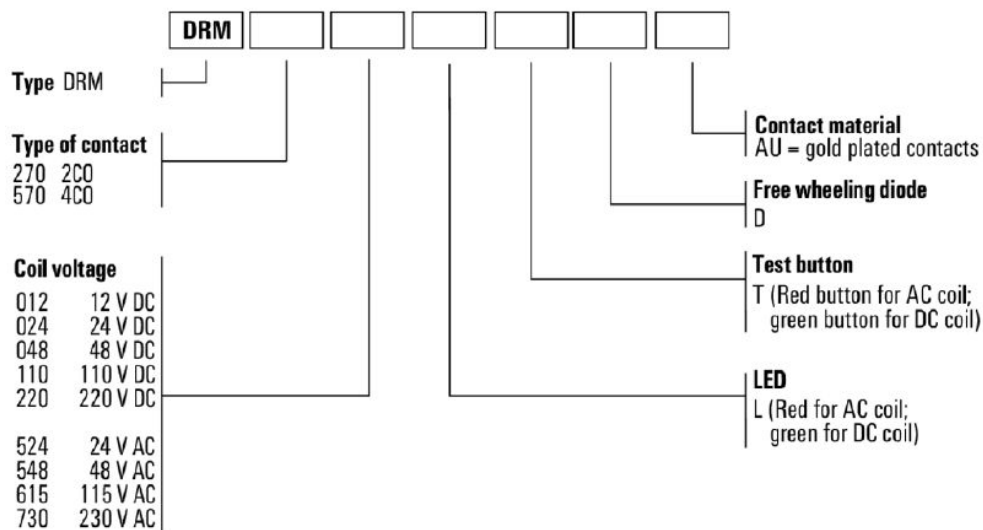 DRM
Type DRM
Type of contact
270 2CO
570 4CO
Coil voltage
012 12 V DC
024 24 V DC
048 48 V DC
110 110 V DC
220 220 V DC
524 24 V AC
548 48 V AC
615 115 V AC
730 230 V AC
Contact material
AU = gold plated contacts
Free wheeling diode
D
Test button
T (Red button for AC coil;
green button for DC coil)
LED
L (Red for AC coil;
green for DC coil)